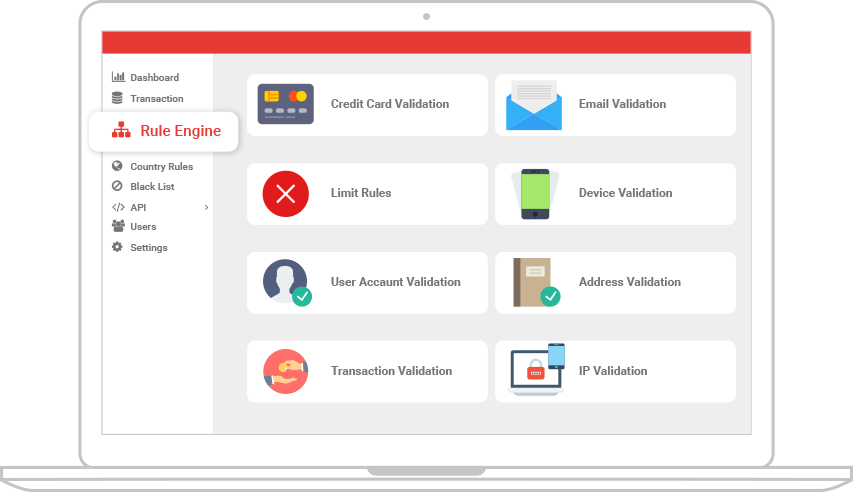 Dashboard
Transaction
Rule Engine
Country Rules
Black List
API
Users
Settings
Credit Card Validation
Email Validation
Limit Rules
Device Validation
User Accaunt Validation
Address Validation
Transaction Validation
IP Validation